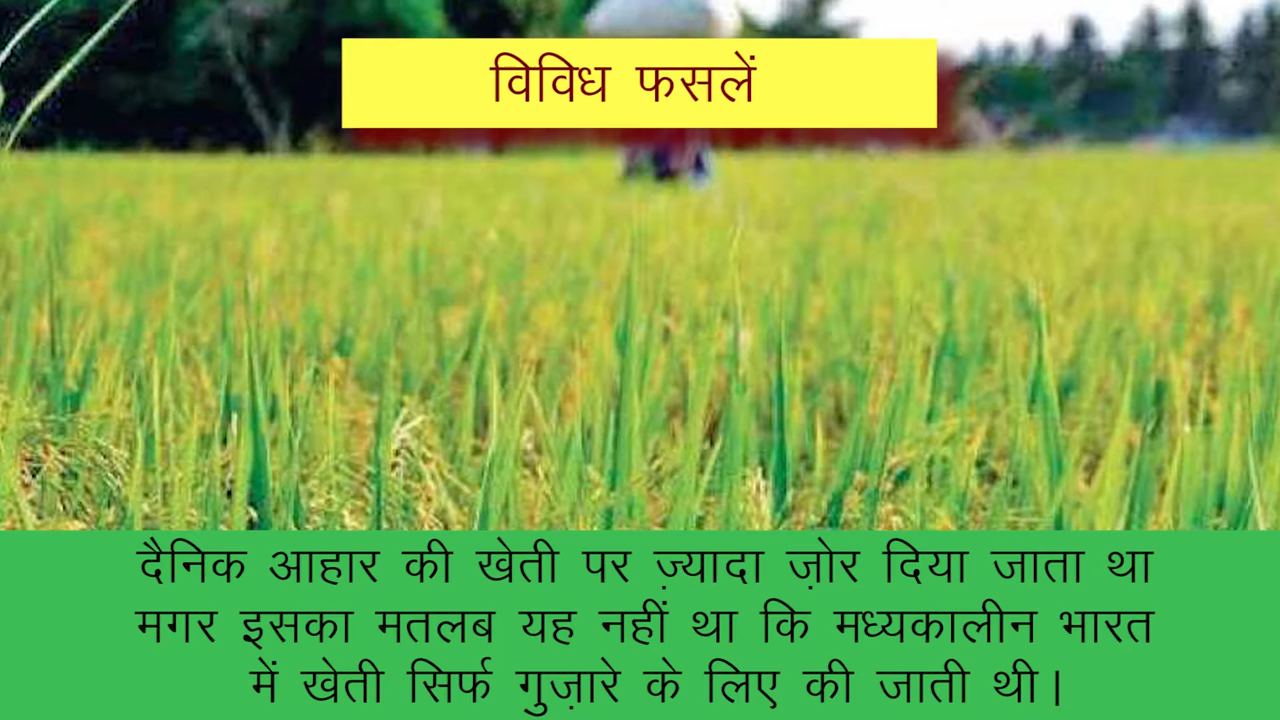 विविध फसलें
दैनिक आहार की खेती पर ज़्यादा ज़ोर दिया जाता था
मगर इसका मतलब यह नहीं था कि मध्यकालीन भारत
में खेती सिर्फ गुज़ारे के लिए की जाती थी।